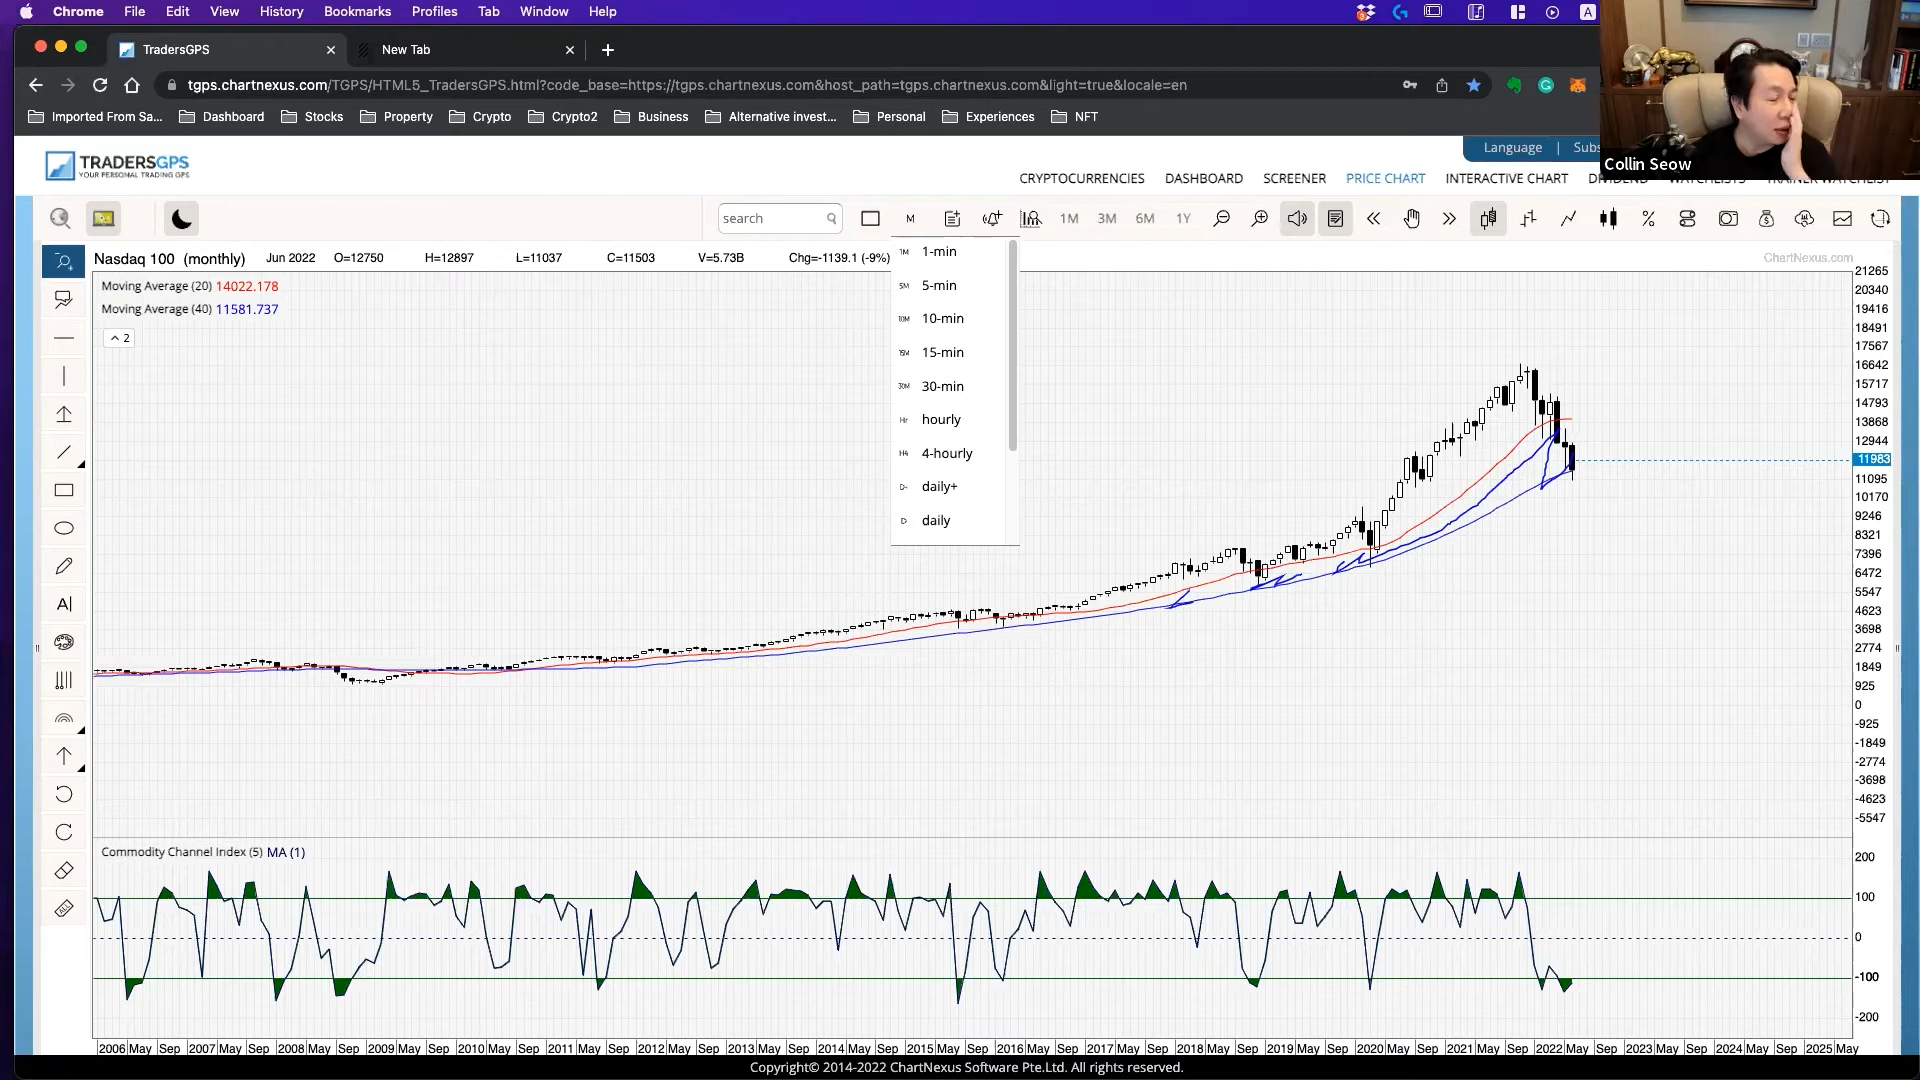 Chrome File Edit View History Bookmarks Profiles Tab Window Help
TradersGPS New Tab
tgps.chartnexus.com/TGPS/HTML5_TradersGPS.html?code_base=https://tgps.chartnexus.com&host_path=tgps.chartnexus.com&light=true&locale=en
Imported From Sa... Dashboard Stocks Property Crypto Crypto2 Business Alternative invest... Personal Experiences NFT
Collin Seow
Language | Subs
TRADERSGPS
YOUR PERSONAL TRADING GPS
CRYPTOCURRENCIES DASHBOARD SCREENER PRICE CHART INTERACTIVE CHART
search M 1M 3M 6M 1Y
Nasdaq 100 (monthly) Jun 2022 O=12750 H=12897 L=11037 C=11503 V=5.73B Chg=-1139.1 (-9%)
ChartNexus.com
Moving Average (20) 14022.178
Moving Average (40) 11581.737
2
1M 1-min
5M 5-min
10M 10-min
15M 15-min
30M 30-min
Hr hourly
H4 4-hourly
D+ daily+
D daily
21265
20340
19416
18491
17567
16642
15717
14793
13868
12944
11983
11095
10170
9246
8321
7396
6472
5547
4623
3698
2774
1849
925
0
-925
-1849
-2774
-3698
-4623
-5547
Commodity Channel Index (5) MA (1)
200
100
0
-100
-200
2006 May Sep 2007 May Sep 2008 May Sep 2009 May Sep 2010 May Sep 2011 May Sep 2012 May Sep 2013 May Sep 2014 May Sep 2015 May Sep 2016 May Sep 2017 May Sep 2018 May Sep 2019 May Sep 2020 May Sep 2021 May Sep 2022 May Sep 2023 May Sep 2024 May Sep 2025 May
Copyright© 2014-2022 ChartNexus Software Pte.Ltd. All rights reserved.